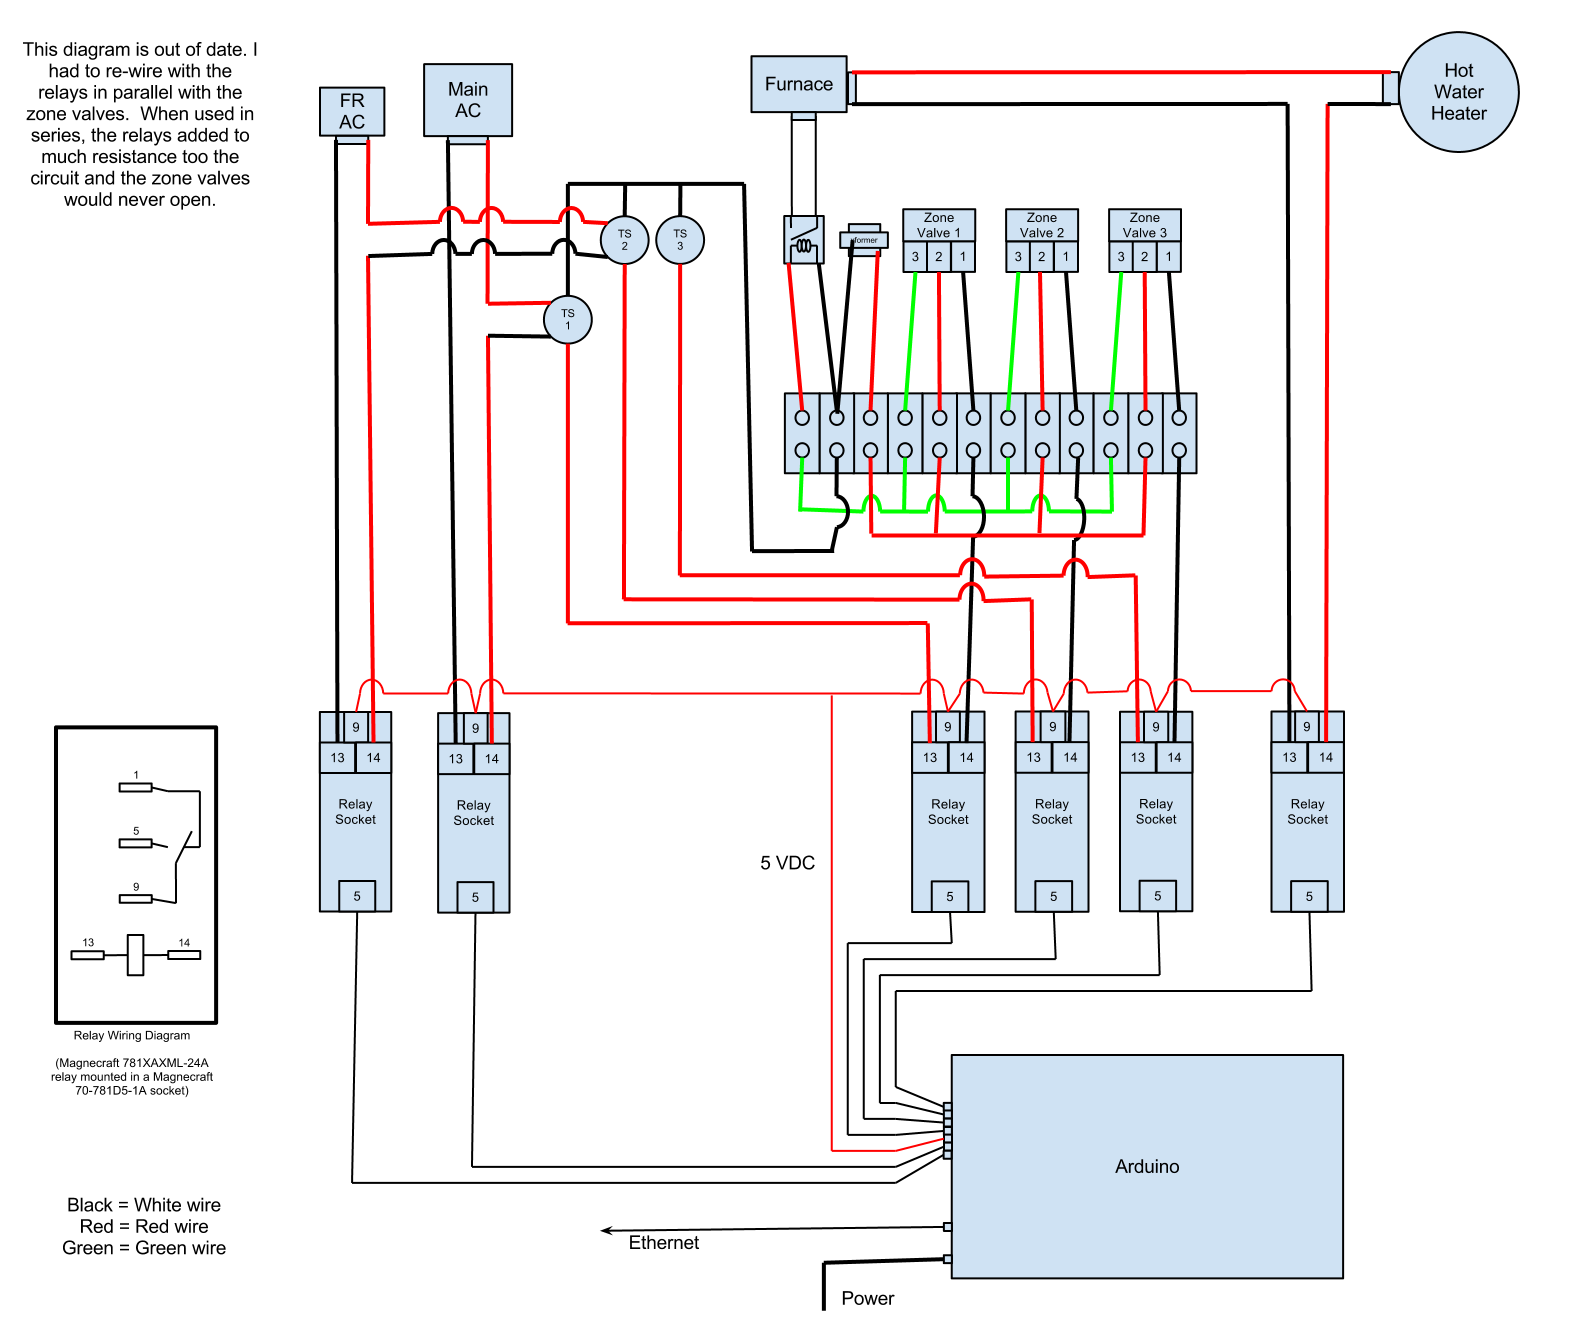 This diagram is out of date. I
had to re-wire with the
relays in parallel with the
zone valves.  When used in
series, the relays added to
much resistance too the
circuit and the zone valves
would never open.
FR
AC
Main
AC
Furnace
Hot
Water
Heater
TS
2
TS
3
TS
1
former
Zone
Valve 1
3 2 1
Zone
Valve 2
3 2 1
Zone
Valve 3
3 2 1
9
13 14
Relay
Socket
5
9
13 14
Relay
Socket
5
9
13 14
Relay
Socket
5
9
13 14
Relay
Socket
5
9
13 14
Relay
Socket
5
9
13 14
Relay
Socket
5
5 VDC
1
5
9
13 14
Relay Wiring Diagram
(Magnecraft 781XAXML-24A
relay mounted in a Magnecraft
70-781D5-1A socket)
Arduino
Black = White wire
Red = Red wire
Green = Green wire
Ethernet
Power